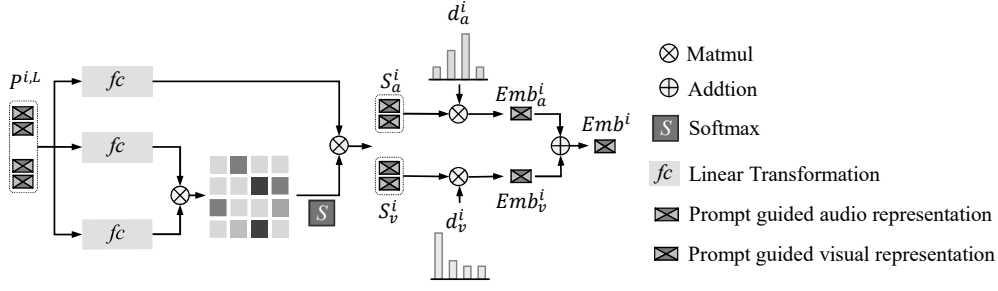 P^{i,L}
fc
fc
fc
S
S_a^i
S_v^i
d_a^i
d_v^i
Emb_a^i
Emb_v^i
Emb^i
Matmul
Addtion
S Softmax
fc Linear Transformation
Prompt guided audio representation
Prompt guided visual representation